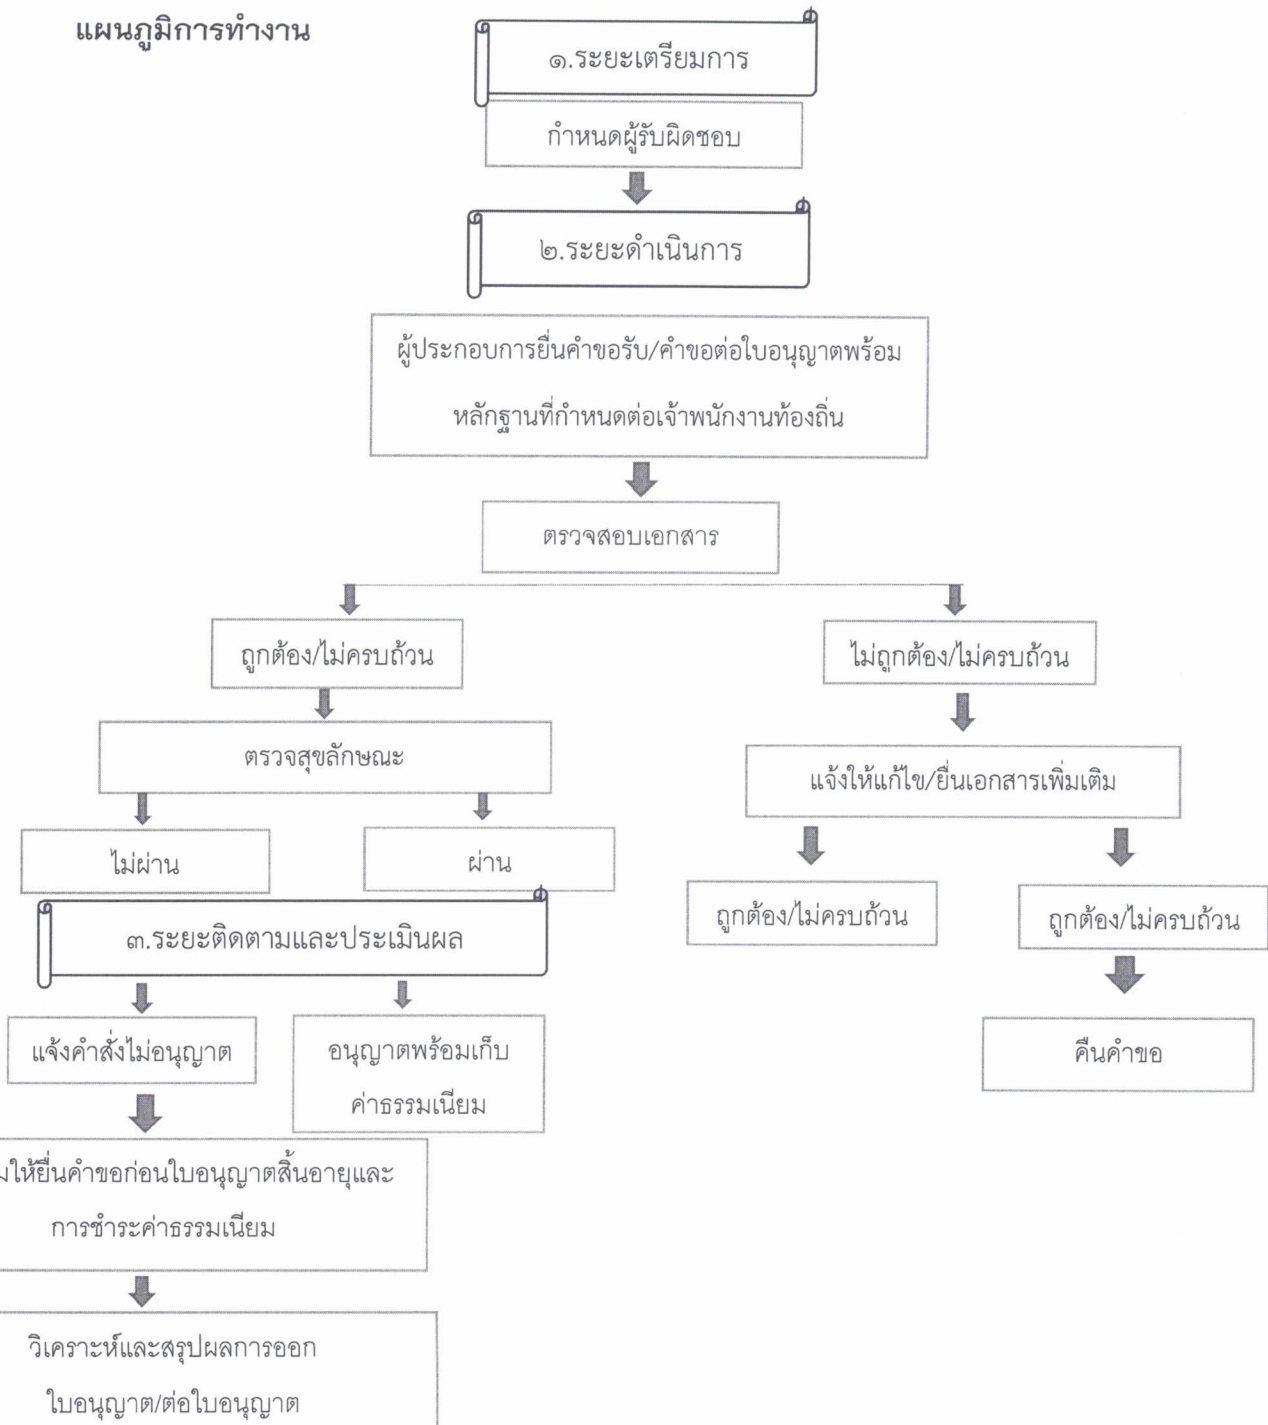 แผนภูมิการทำงาน
๑.ระยะเตรียมการ
กำหนดผู้รับผิดชอบ
๒.ระยะดำเนินการ
ผู้ประกอบการยื่นคำขอรับ/คำขอต่อใบอนุญาตพร้อม
หลักฐานที่กำหนดต่อเจ้าพนักงานท้องถิ่น
ตรวจสอบเอกสาร
ถูกต้อง/ไม่ครบถ้วน
ไม่ถูกต้อง/ไม่ครบถ้วน
ตรวจสุขลักษณะ
แจ้งให้แก้ไข/ยื่นเอกสารเพิ่มเติม
ไม่ผ่าน
ผ่าน
ถูกต้อง/ไม่ครบถ้วน
ถูกต้อง/ไม่ครบถ้วน
๓.ระยะติดตามและประเมินผล
แจ้งคำสั่งไม่อนุญาต
อนุญาตพร้อมเก็บ
ค่าธรรมเนียม
คืนคำขอ
ให้ยื่นคำขอก่อนใบอนุญาตสิ้นอายุและ
การชำระค่าธรรมเนียม
วิเคราะห์และสรุปผลการออก
ใบอนุญาต/ต่อใบอนุญาต